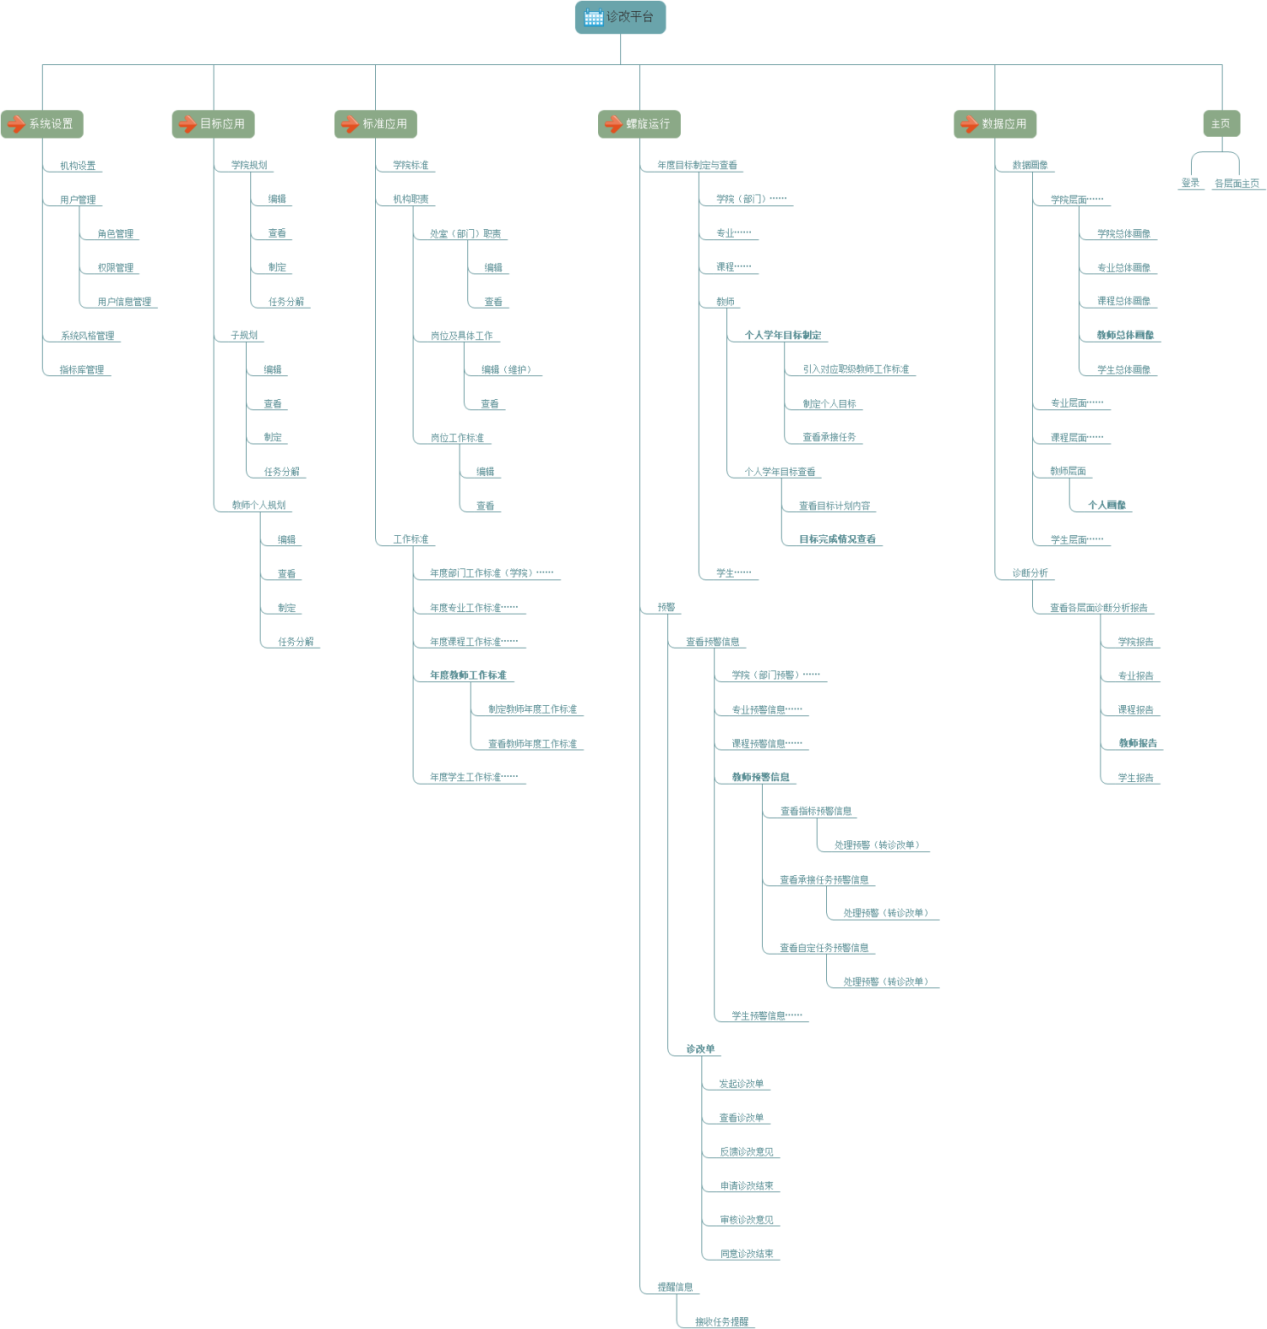 诊改平台
系统设置
机构设置
用户管理
角色管理
权限管理
用户信息管理
系统风格管理
指标库管理
目标应用
学院规划
编辑
查看
制定
任务分解
子规划
编辑
查看
制定
任务分解
教师个人规划
编辑
查看
制定
任务分解
标准应用
学院标准
机构职责
处室（部门）职责
编辑
查看
岗位及具体工作
编辑（维护）
查看
岗位工作标准
编辑
查看
工作标准
年度部门工作标准（学院）……
年度专业工作标准……
年度课程工作标准……
年度教师工作标准
制定教师年度工作标准
查看教师年度工作标准
年度学生工作标准……
螺旋运行
年度目标制定与查看
学院（部门）……
专业……
课程……
教师
个人学年目标制定
引入对应职级教师工作标准
制定个人目标
查看承接任务
个人学年目标查看
查看目标计划内容
目标完成情况查看
学生……
预警
查看预警信息
学院（部门预警）……
专业预警信息……
课程预警信息……
教师预警信息
查看指标预警信息
处理预警（转诊改单）
查看承接任务预警信息
处理预警（转诊改单）
查看自定任务预警信息
处理预警（转诊改单）
学生预警信息……
诊改单
发起诊改单
查看诊改单
反馈诊改意见
申请诊改结束
审核诊改意见
同意诊改结束
提醒信息
接收任务提醒
数据应用
数据画像
学院层面……
学院总体画像
专业总体画像
课程总体画像
教师总体画像
学生总体画像
专业层面……
课程层面……
教师层面
个人画像
学生层面……
诊断分析
查看各层面诊断分析报告
学院报告
专业报告
课程报告
教师报告
学生报告
主页
登录
各层面主页